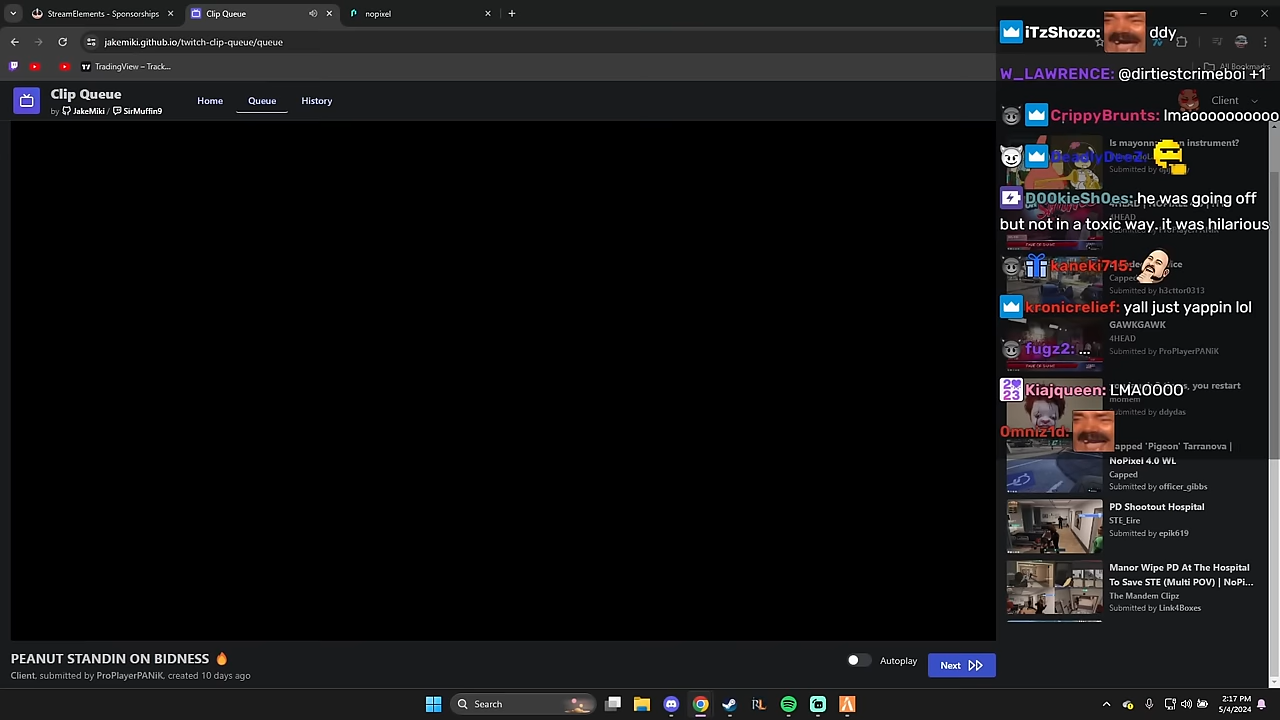 StreamElements - Sponsorships
Clip Queue
nopixel
jakemiki.github.io/twitch-clip-queue/queue
TradingView – Track...
All Bookmarks
Clip Queue
by JakeMiki / SirMuffin9
Home
Queue
History
Client
iTzShozo: ddy
W_LAWRENCE: @dirtiestcrimeboi +1
CrippyBrunts: lmaoooooooooo
Is mayonnaise an instrument?
DeadlyDeeZ:
D00kieSh0es: he was going off
but not in a toxic way. it was hilarious
4HEAD
kaneki715:
Submitted by h3cttor0313
kronicrelief: yall just yappin lol
GAWKGAWK
4HEAD
fugz2: ...
Submitted by ProPlayerPANiK
you restart
Kiajqueen: LMAOOOO
Submitted by ddydas
0mniz1d:
Capped 'Pigeon' Tarranova |
NoPixel 4.0 WL
Capped
Submitted by officer_gibbs
PD Shootout Hospital
STE_Eire
Submitted by epik619
Manor Wipe PD At The Hospital
To Save STE (Multi POV) | NoPi...
The Mandem Clipz
Submitted by Link4Boxes
PEANUT STANDIN ON BIDNESS 🔥
Client, submitted by ProPlayerPANiK, created 10 days ago
Autoplay
Next
Search
2:17 PM
5/4/2024